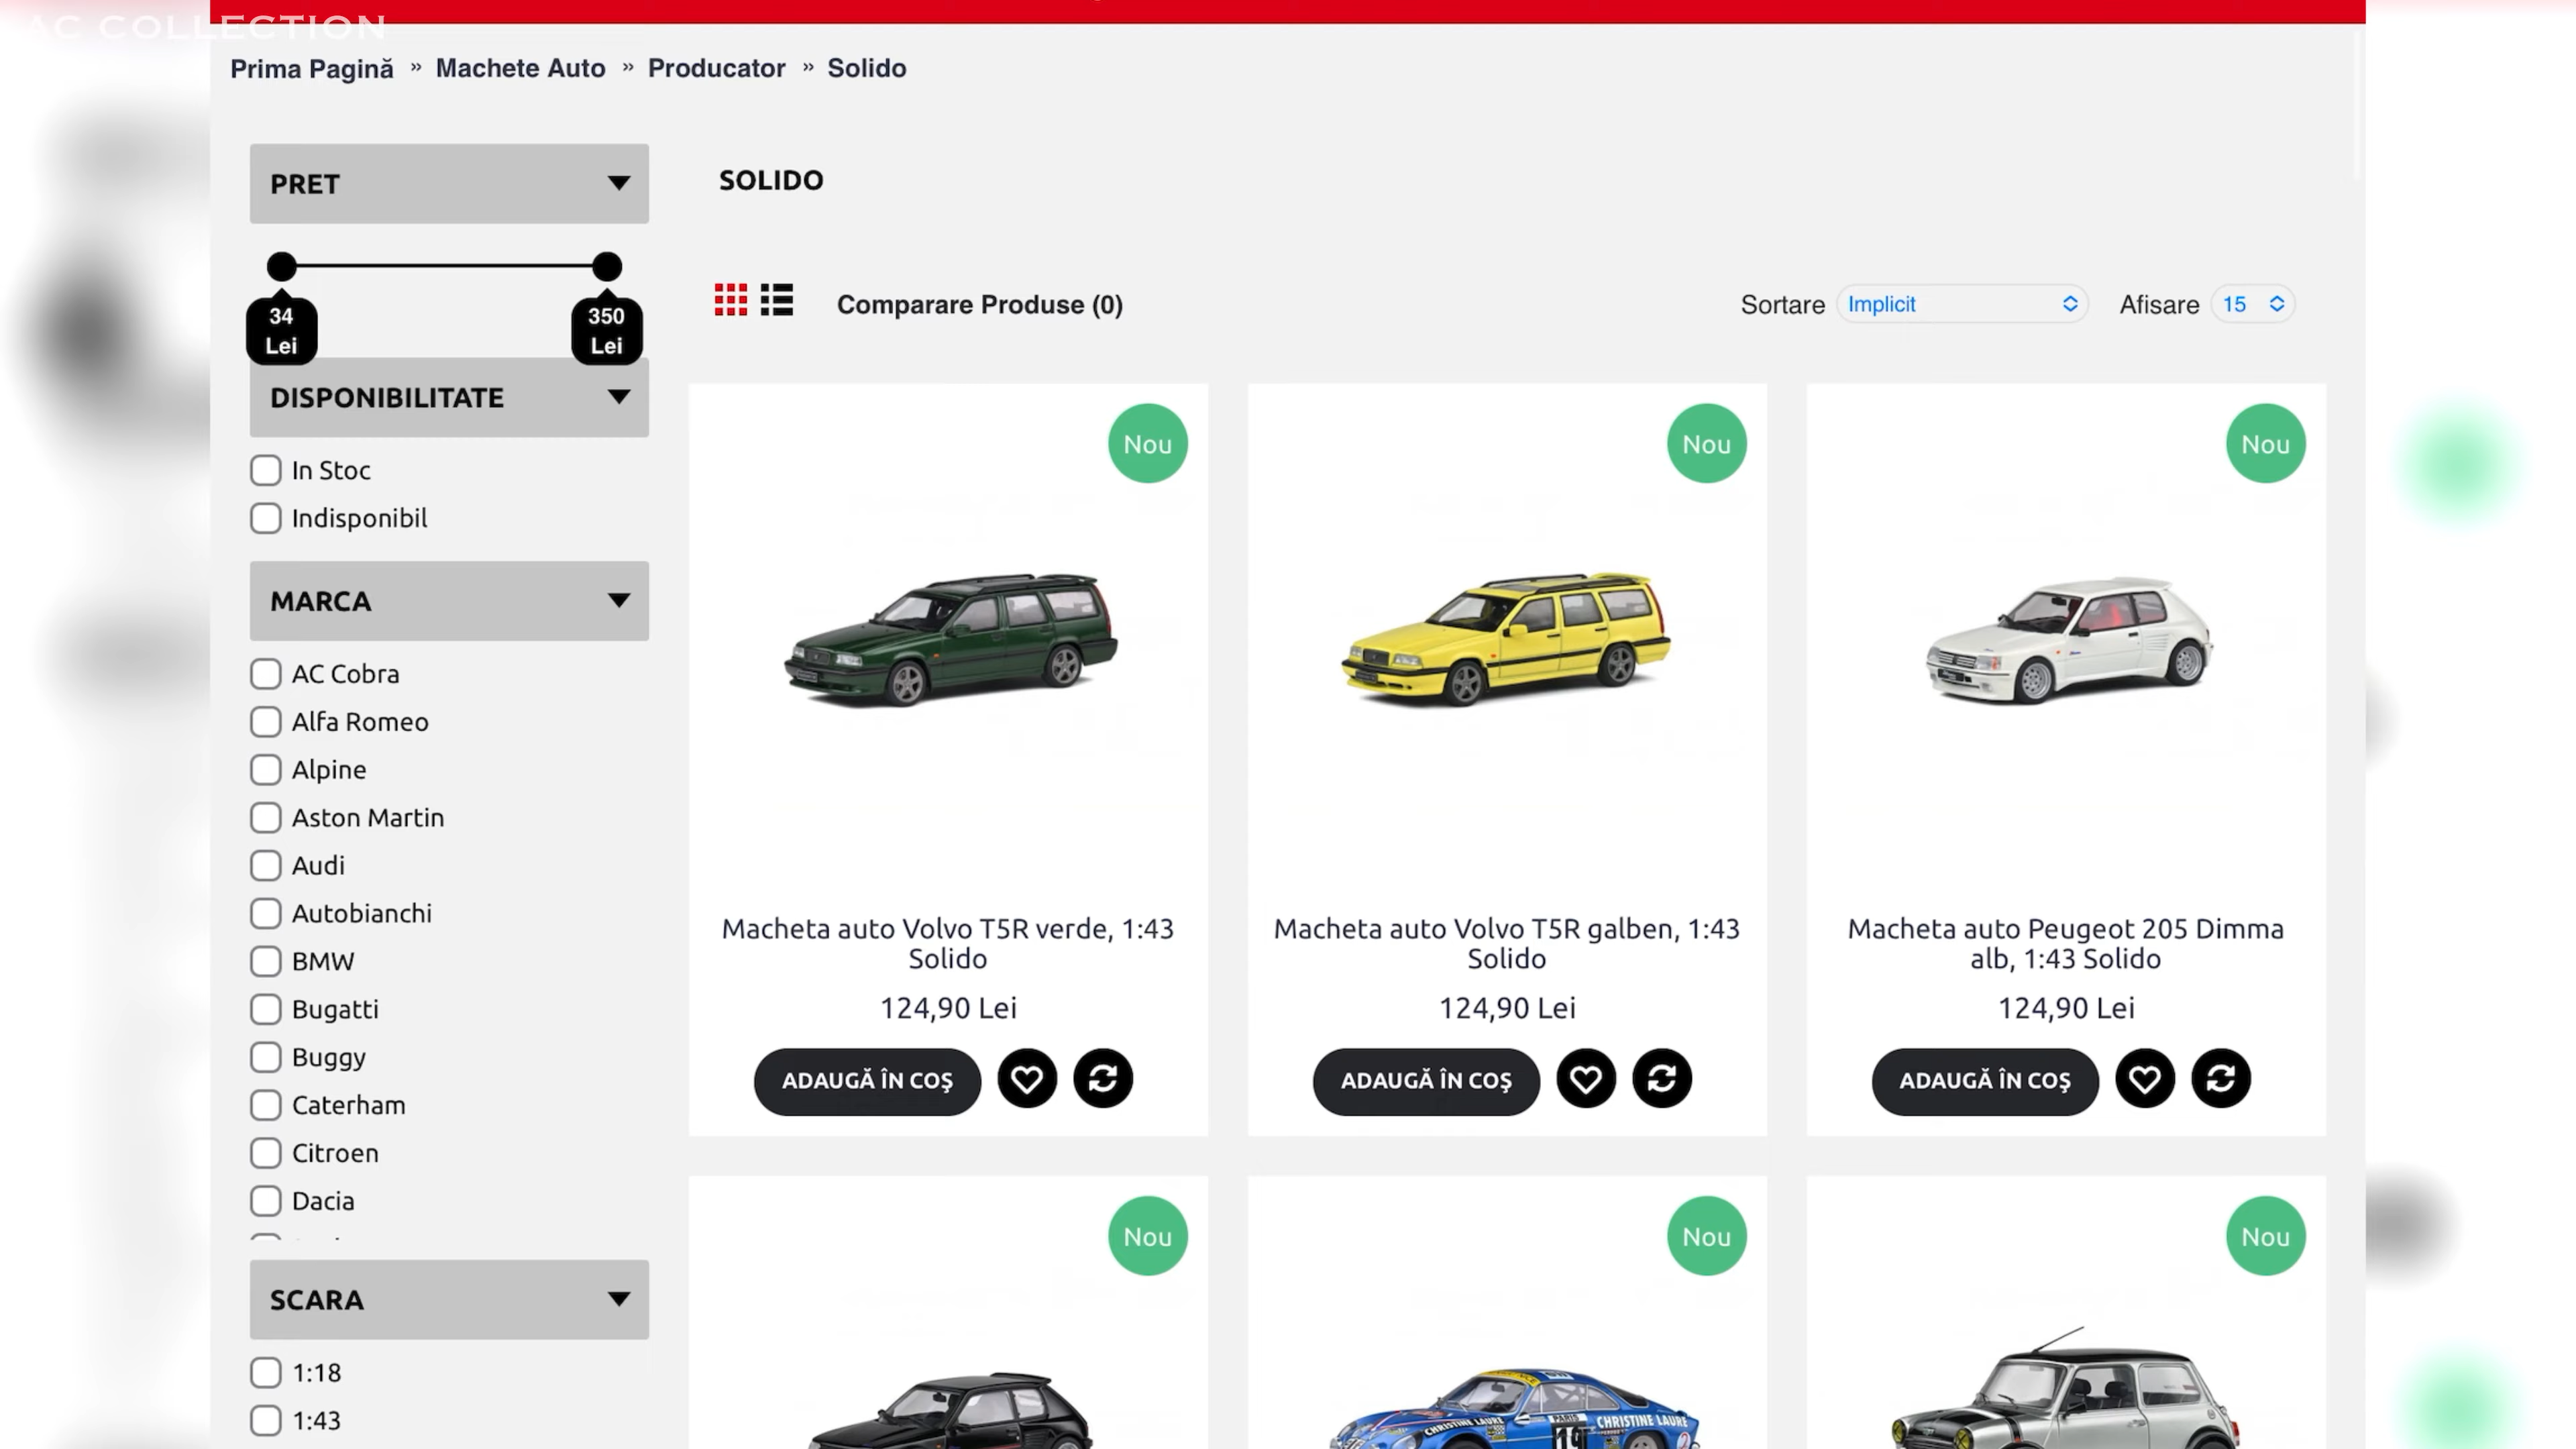 AC COLLECTION
Prima Pagină » Machete Auto » Producator » Solido
PRET
34 Lei
350 Lei
DISPONIBILITATE
In Stoc
Indisponibil
MARCA
AC Cobra
Alfa Romeo
Alpine
Aston Martin
Audi
Autobianchi
BMW
Bugatti
Buggy
Caterham
Citroen
Dacia
SCARA
1:18
1:43
SOLIDO
Comparare Produse (0)
Sortare Implicit Afisare 15
Nou
Macheta auto Volvo T5R verde, 1:43
Solido
124,90 Lei
ADAUGĂ ÎN COŞ
Nou
Macheta auto Volvo T5R galben, 1:43
Solido
124,90 Lei
ADAUGĂ ÎN COŞ
Nou
Macheta auto Peugeot 205 Dimma
alb, 1:43 Solido
124,90 Lei
ADAUGĂ ÎN COŞ
Nou
Nou
CHRISTINE LAURE
PARIS
CHRISTINE LAURE
19
Nou